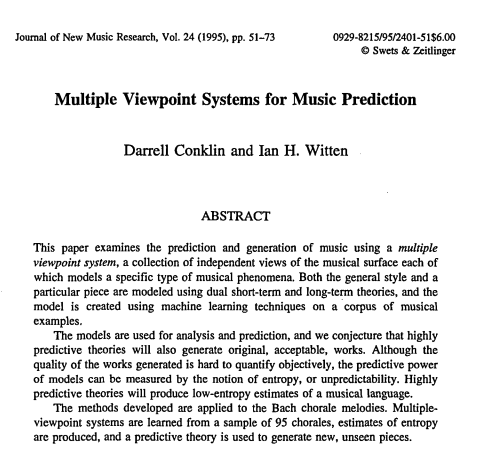 Journal of New Music Research, Vol. 24 (1995), pp. 51–73 0929-8215/95/2401-51$6.00
© Swets & Zeitlinger
Multiple Viewpoint Systems for Music Prediction
Darrell Conklin and Ian H. Witten
ABSTRACT
This paper examines the prediction and generation of music using a multiple
viewpoint system, a collection of independent views of the musical surface each of
which models a specific type of musical phenomena. Both the general style and a
particular piece are modeled using dual short-term and long-term theories, and the
model is created using machine learning techniques on a corpus of musical
examples.
The models are used for analysis and prediction, and we conjecture that highly
predictive theories will also generate original, acceptable, works. Although the
quality of the works generated is hard to quantify objectively, the predictive power
of models can be measured by the notion of entropy, or unpredictability. Highly
predictive theories will produce low-entropy estimates of a musical language.
The methods developed are applied to the Bach chorale melodies. Multiple-
viewpoint systems are learned from a sample of 95 chorales, estimates of entropy
are produced, and a predictive theory is used to generate new, unseen pieces.